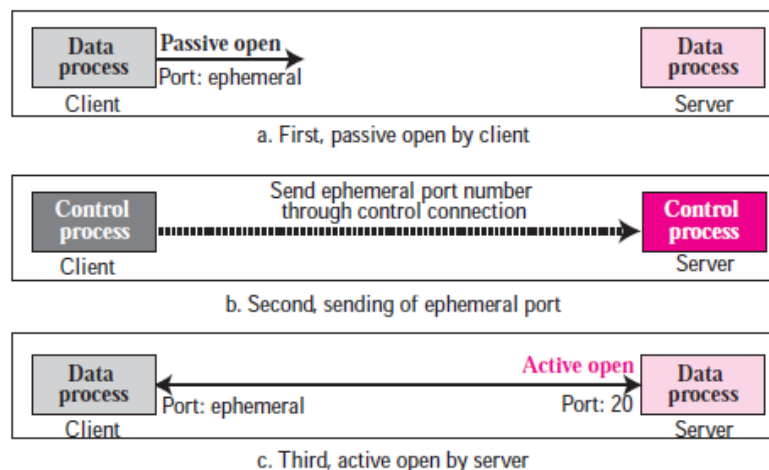 Data
process
Client
Passive open
Port: ephemeral
Data
process
Server
a. First, passive open by client
Control
process
Client
Send ephemeral port number
through control connection
Control
process
Server
b. Second, sending of ephemeral port
Data
process
Client
Port: ephemeral
Active open
Port: 20
Data
process
Server
c. Third, active open by server